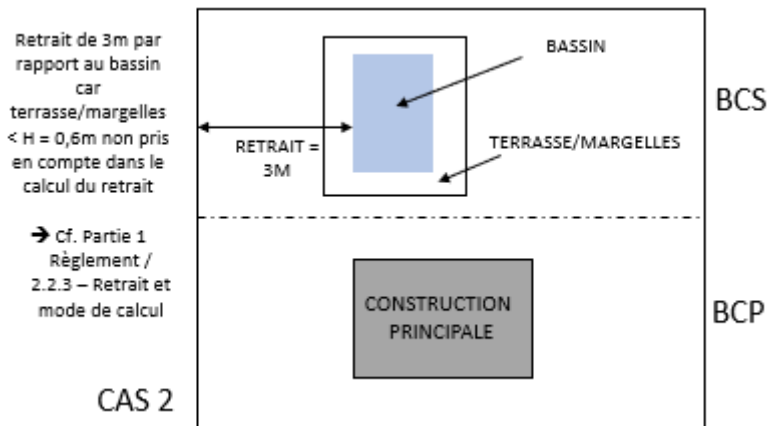 Retrait de 3m par
rapport au bassin
car
terrasse/margelles
< H = 0,6m non pris
en compte dans le
calcul du retrait
➔ Cf. Partie 1
Règlement /
2.2.3 – Retrait et
mode de calcul
CAS 2
RETRAIT =
3M
BASSIN
TERRASSE/MARGELLES
BCS
CONSTRUCTION
PRINCIPALE
BCP